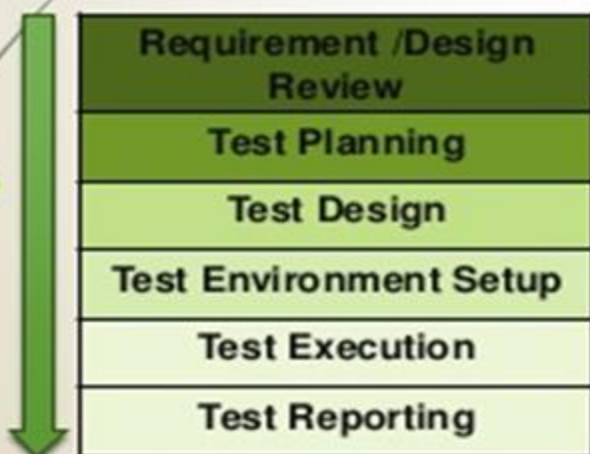 Requirement /Design
Review
Test Planning
Test Design
Test Environment Setup
Test Execution
Test Reporting